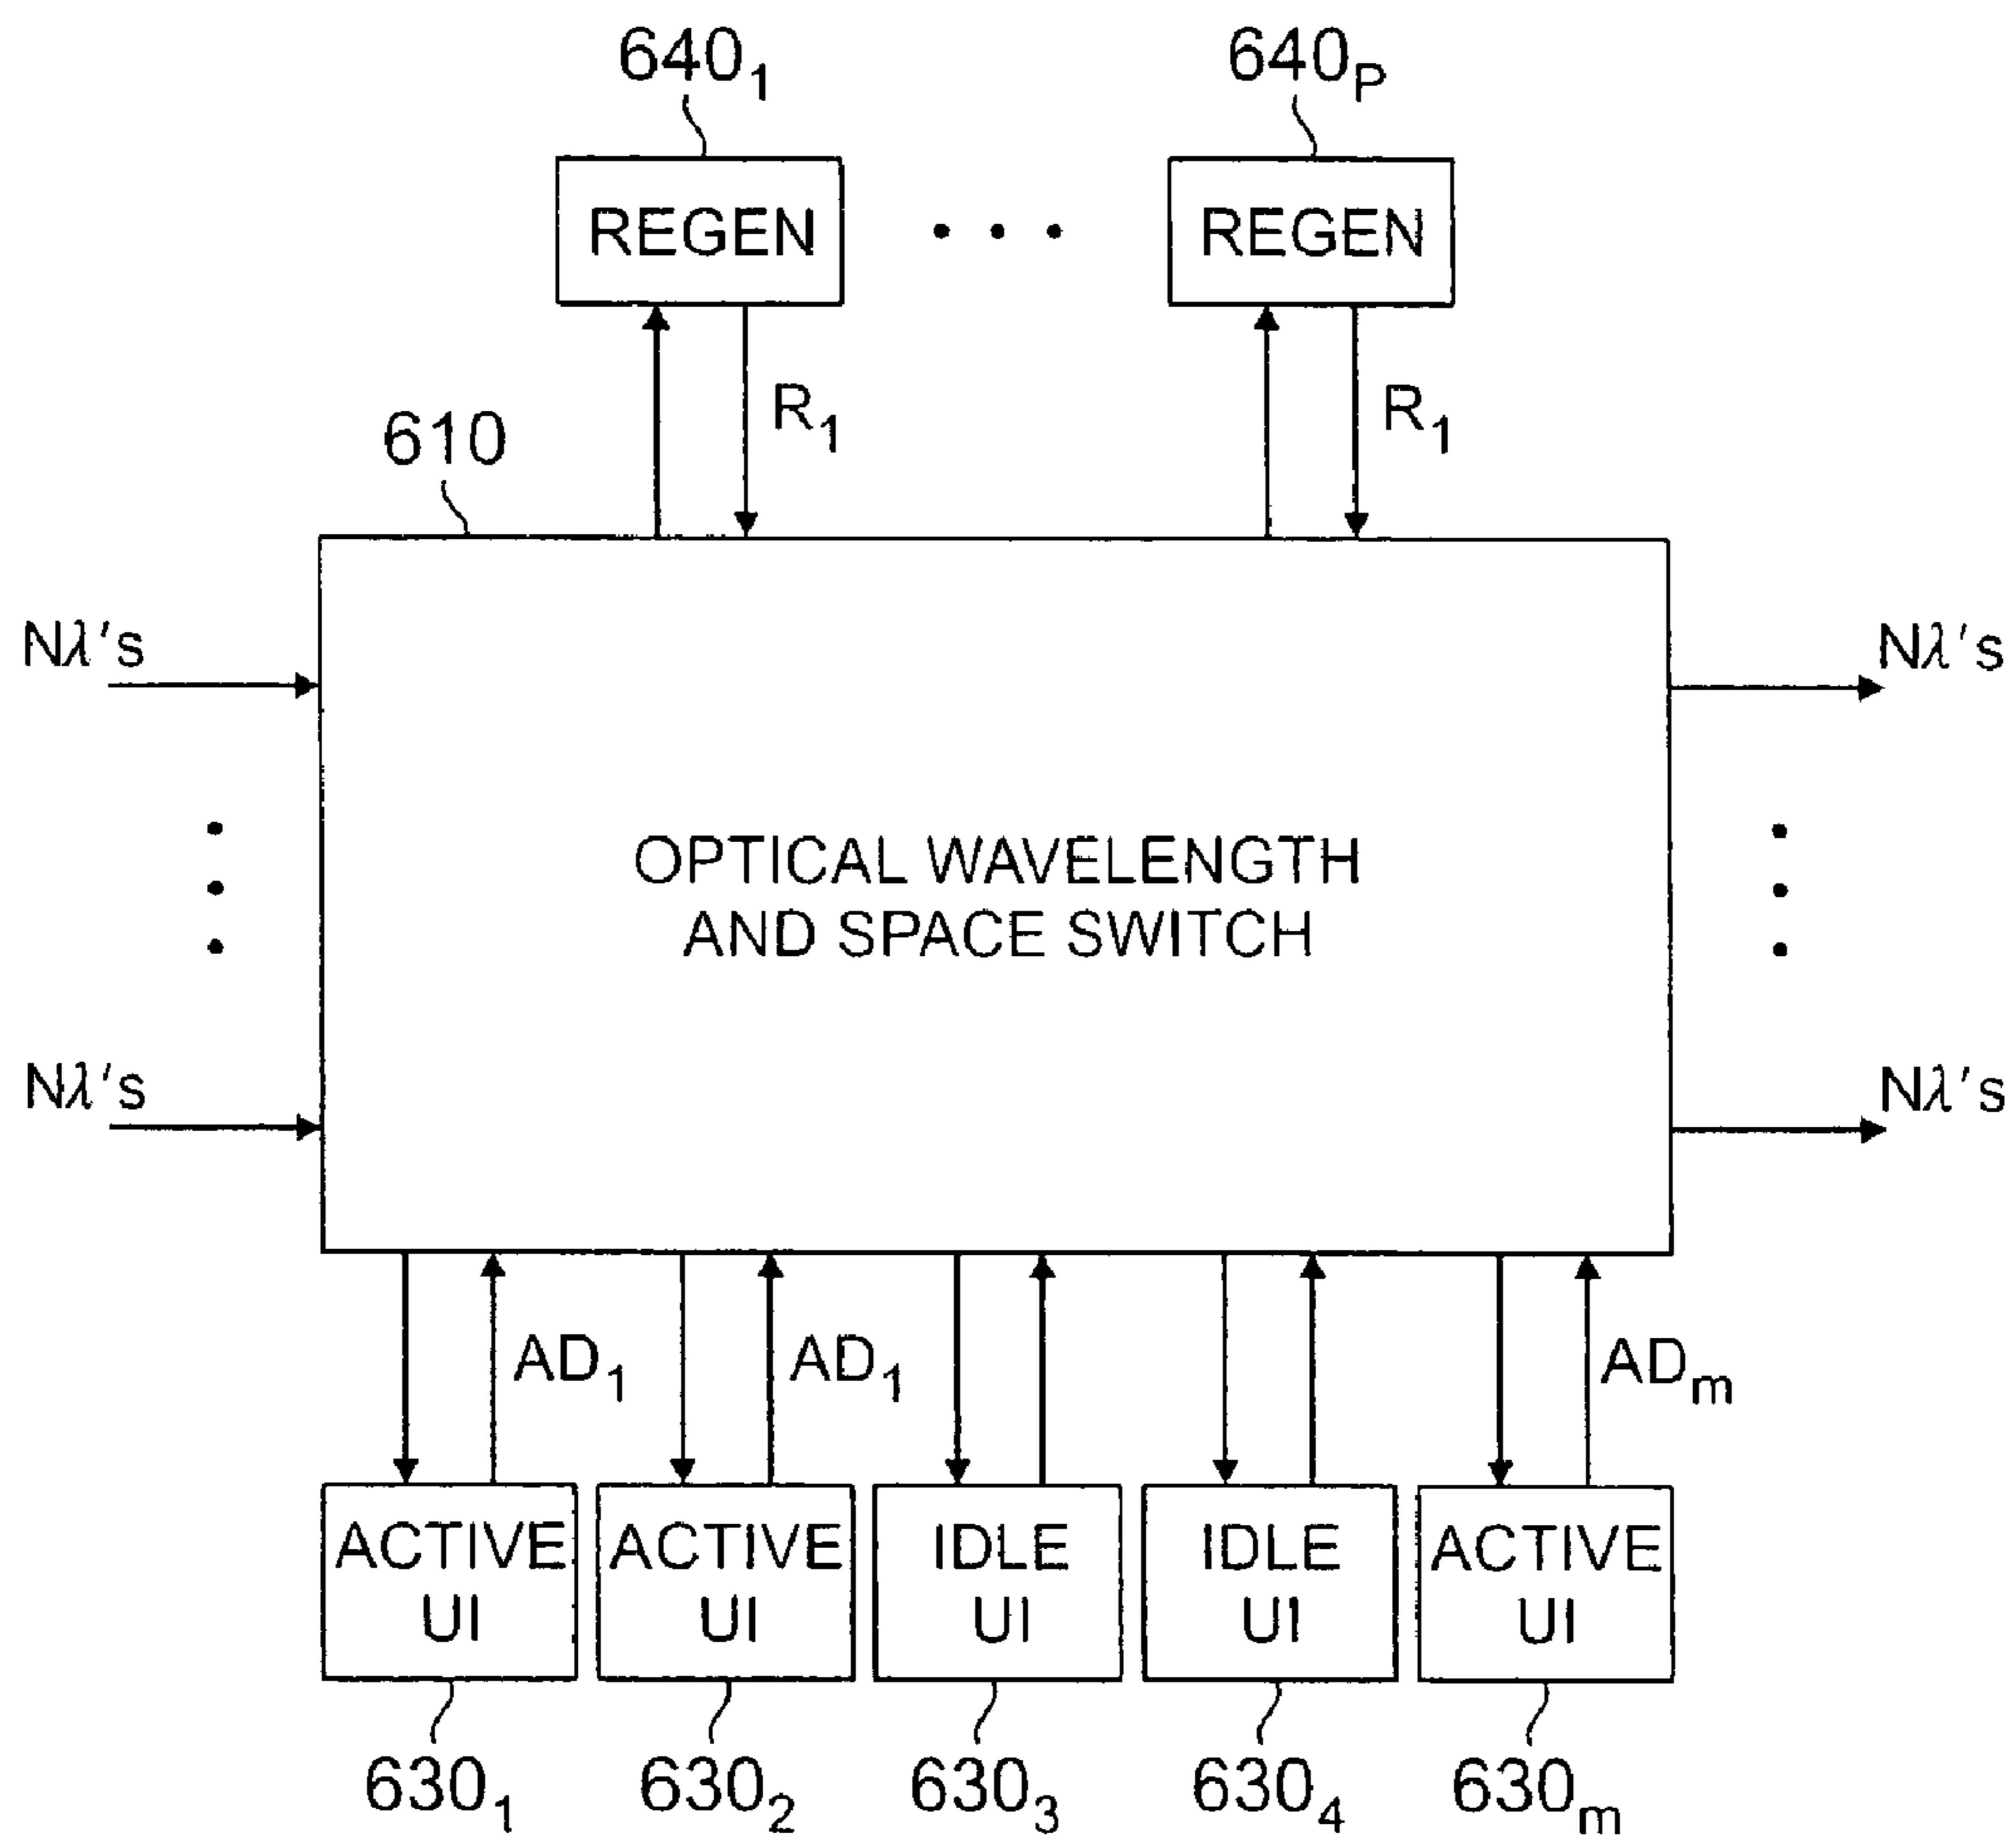 640₁ 640ₚ
REGEN REGEN
R₁ R₁
610
Nλ's Nλ's
OPTICAL WAVELENGTH
AND SPACE SWITCH
Nλ's Nλ's
AD₁ AD₁ ADₘ
ACTIVE UI ACTIVE UI IDLE UI IDLE UI ACTIVE UI
630₁ 630₂ 630₃ 630₄ 630ₘ